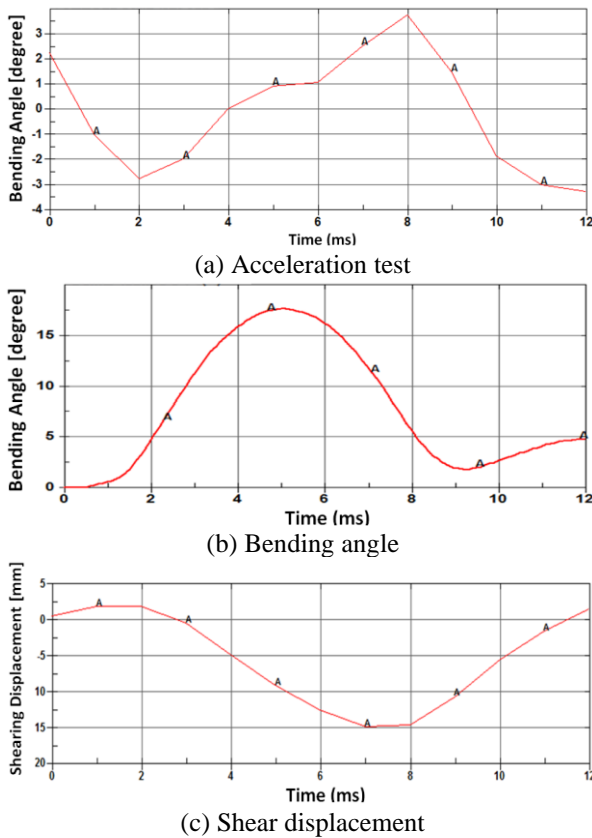 Bending Angle [degree]
3
2
1
0
-1
-2
-3
-4
A
A
A
A
A
A
0
2
4
6
8
10
12
Time (ms)
(a) Acceleration test
Bending Angle [degree]
15
10
5
0
A
A
A
A
A
0
2
4
6
8
10
12
Time (ms)
(b) Bending angle
Shearing Displacement [mm]
5
0
-5
10
15
20
A
A
A
A
A
A
0
2
4
6
8
10
12
Time (ms)
(c) Shear displacement